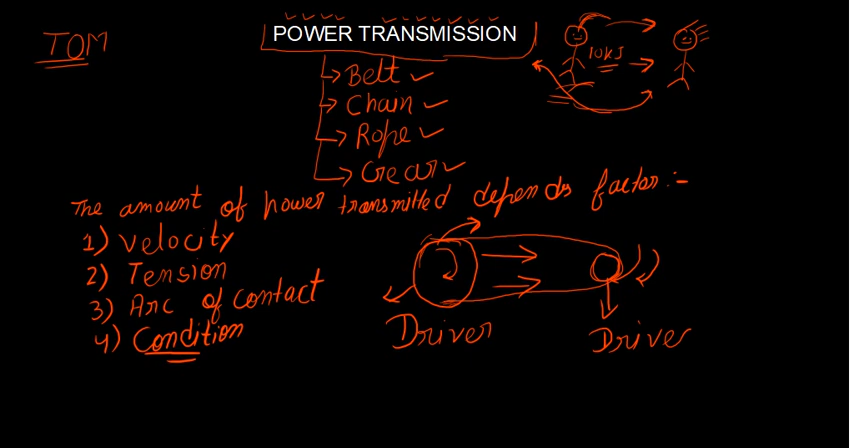 TOM
POWER TRANSMISSION
10KJ
Belt
Chain
Rope
Gear
The amount of power transmitted depends factor:-
1) Velocity
2) Tension
3) Arc of contact
4) Condition
Driver
Driver